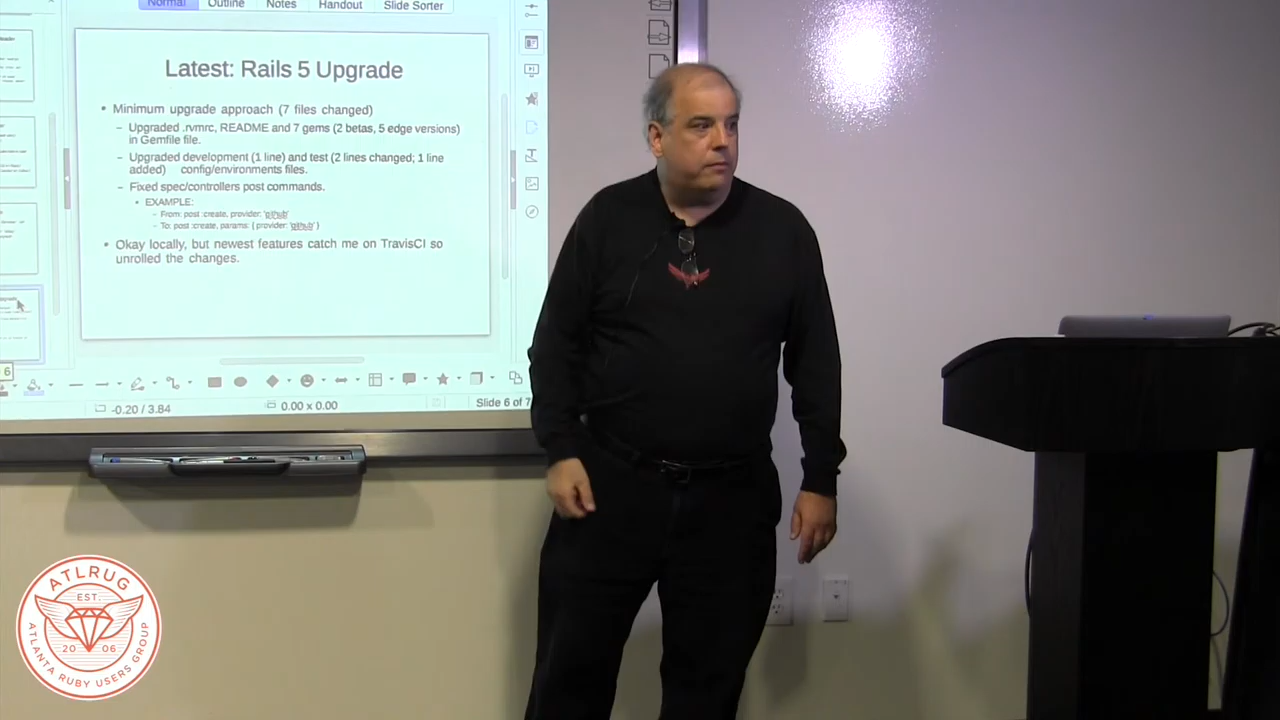 Normal
Outline
Notes
Handout
Slide Sorter
Latest: Rails 5 Upgrade
• Minimum upgrade approach (7 files changed)
– Upgraded .rvmrc, README and 7 gems (2 betas, 5 edge versions)
in Gemfile file.
– Upgraded development (1 line) and test (2 lines changed; 1 line
added) config/environments files.
– Fixed spec/controllers post commands.
• EXAMPLE:
– From: post :create, provider: 'github'
– To: post :create, params: { provider: 'github' }
• Okay locally, but newest features catch me on TravisCI so
unrolled the changes.
6
-0.20 / 3.84
0.00 x 0.00
Slide 6 of 7
ATLRUG
EST.
20 06
ATLANTA RUBY USERS GROUP